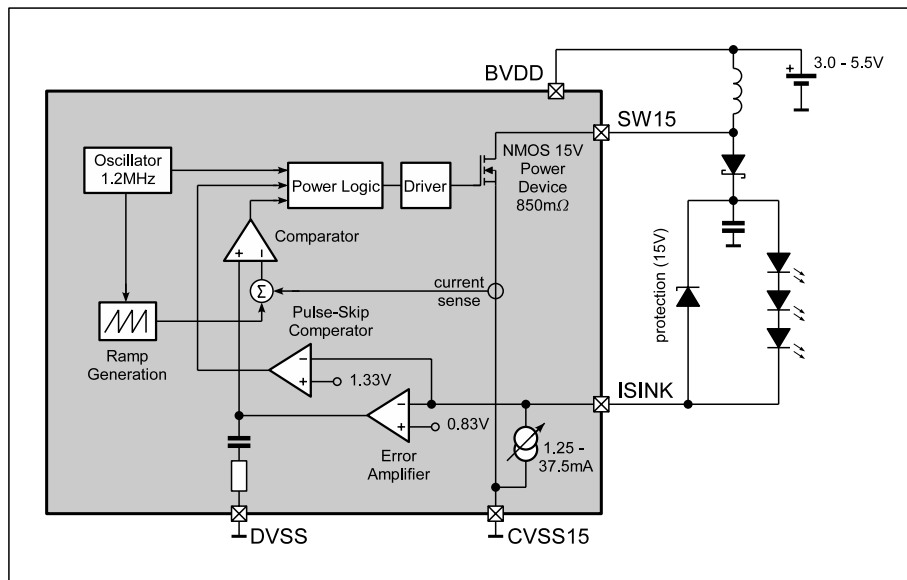 3.0 - 5.5V
+
BVDD
SW15
Oscillator
1.2MHz
Power Logic
Driver
NMOS 15V
Power
Device
850mΩ
Comparator
+ −
Σ
current
sense
protection (15V)
Pulse-Skip
Comperator
Ramp
Generation
−
+
1.33V
ISINK
−
+
0.83V
Error
Amplifier
1.25 -
37.5mA
DVSS
CVSS15